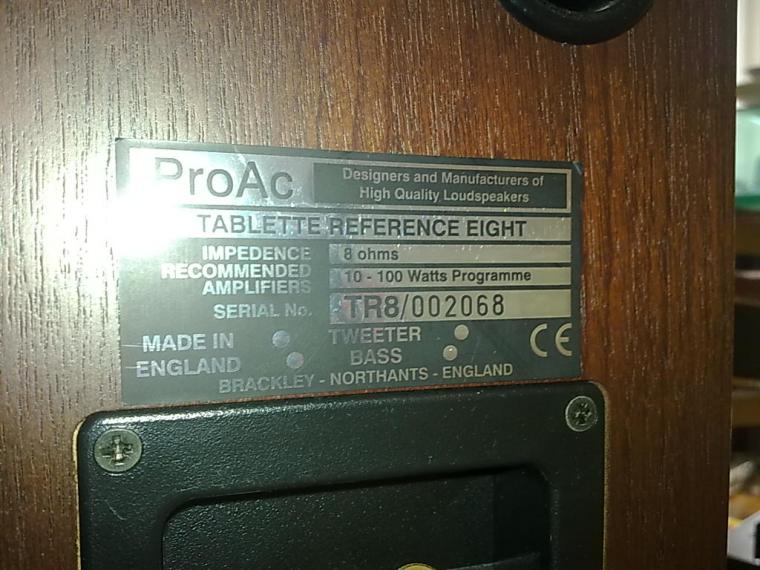 ProAc
Designers and Manufacturers of
High Quality Loudspeakers
TABLETTE REFERENCE EIGHT
IMPEDENCE 8 ohms
RECOMMENDED
AMPLIFIERS 10 - 100 Watts Programme
SERIAL No. TR8/002068
MADE IN
ENGLAND
TWEETER
BASS
CE
BRACKLEY - NORTHANTS - ENGLAND